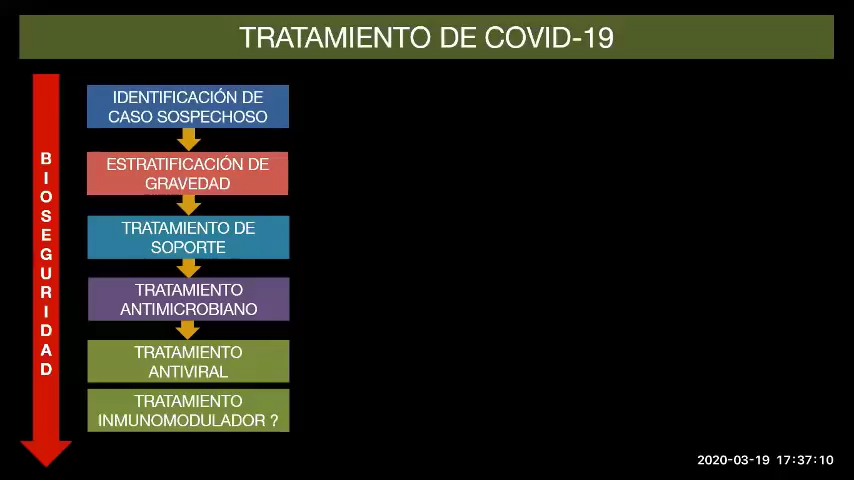 TRATAMIENTO DE COVID-19
BIOSEGURIDAD
IDENTIFICACIÓN DE
CASO SOSPECHOSO
ESTRATIFICACIÓN DE
GRAVEDAD
TRATAMIENTO DE
SOPORTE
TRATAMIENTO
ANTIMICROBIANO
TRATAMIENTO
ANTIVIRAL
TRATAMIENTO
INMUNOMODULADOR ?
2020-03-19 17:37:10